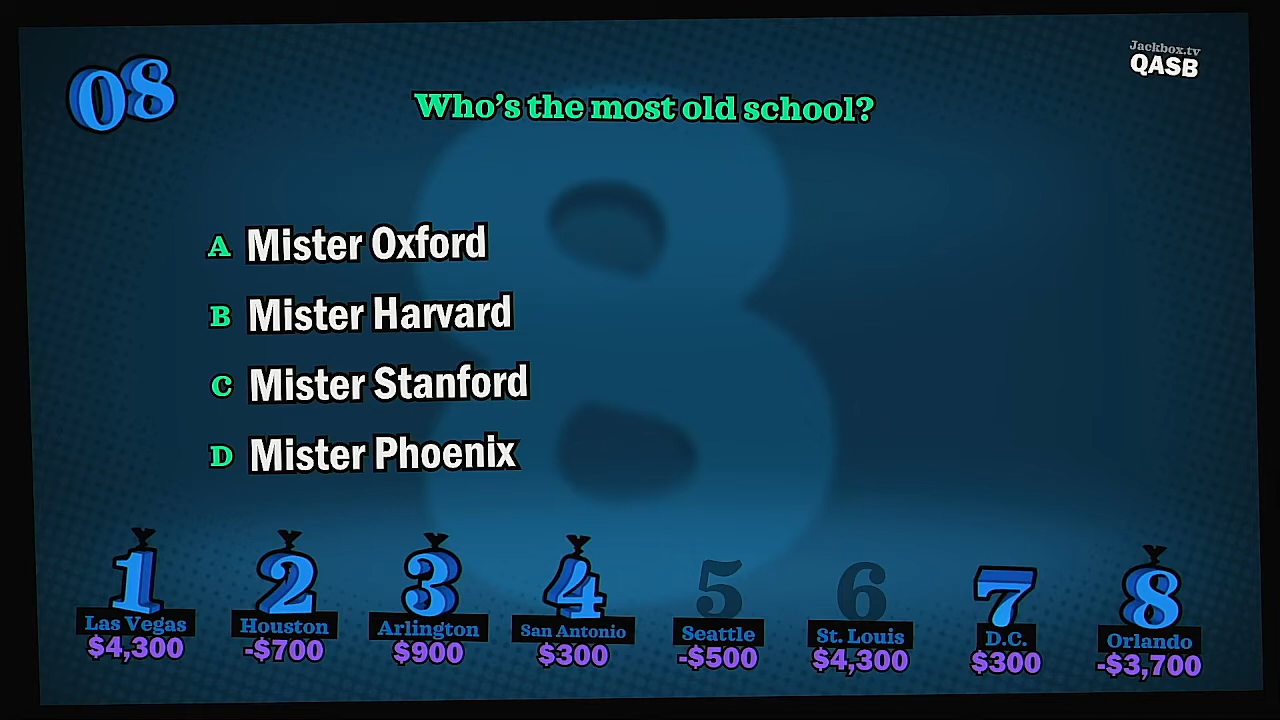 08
Jackbox.tv
QASB
Who's the most old school?
A Mister Oxford
B Mister Harvard
C Mister Stanford
D Mister Phoenix
1 2 3 4 5 6 7 8
Las Vegas Houston Arlington San Antonio Seattle St. Louis D.C. Orlando
$4,300 -$700 $900 $300 -$500 $4,300 $300 -$3,700